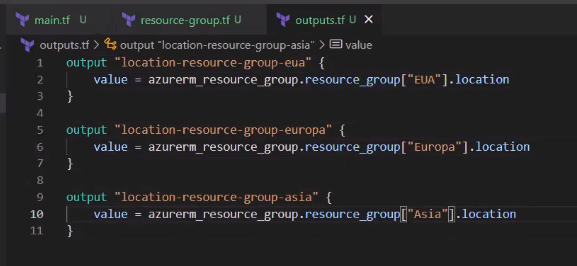 main.tf U
resource-group.tf U
outputs.tf U ×
outputs.tf > output "location-resource-group-asia" > value
1 output "location-resource-group-eua" {
2     value = azurerm_resource_group.resource_group["EUA"].location
3 }
4
5 output "location-resource-group-europa" {
6     value = azurerm_resource_group.resource_group["Europa"].location
7 }
8
9 output "location-resource-group-asia" {
10     value = azurerm_resource_group.resource_group["Asia"].location
11 }